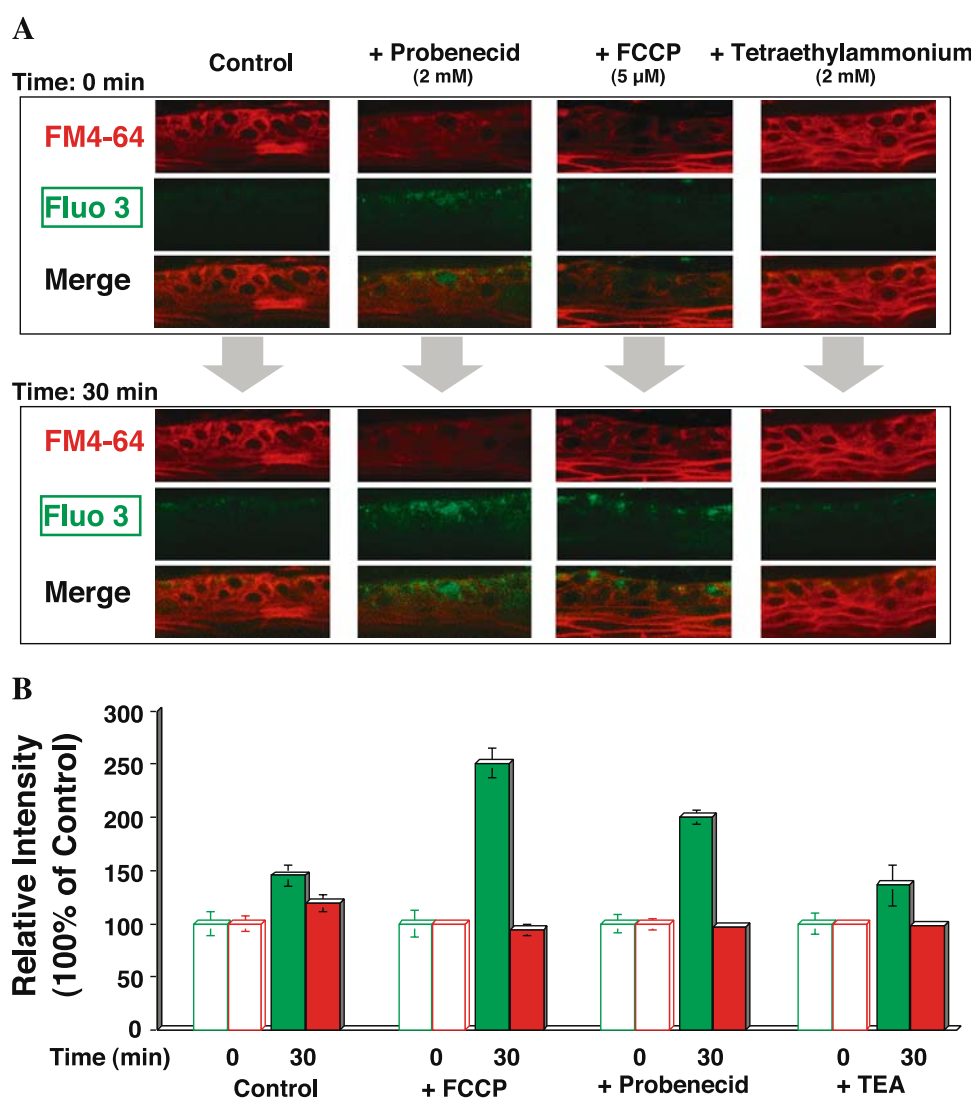 A
Control
+ Probenecid
(2 mM)
+ FCCP
(5 µM)
+ Tetraethylammonium
(2 mM)
Time: 0 min
FM4-64
Fluo 3
Merge
Time: 30 min
FM4-64
Fluo 3
Merge
B
Relative Intensity
(100% of Control)
300
250
200
150
100
50
0
Time (min)
0 30 0 30 0 30 0 30
Control + FCCP + Probenecid + TEA